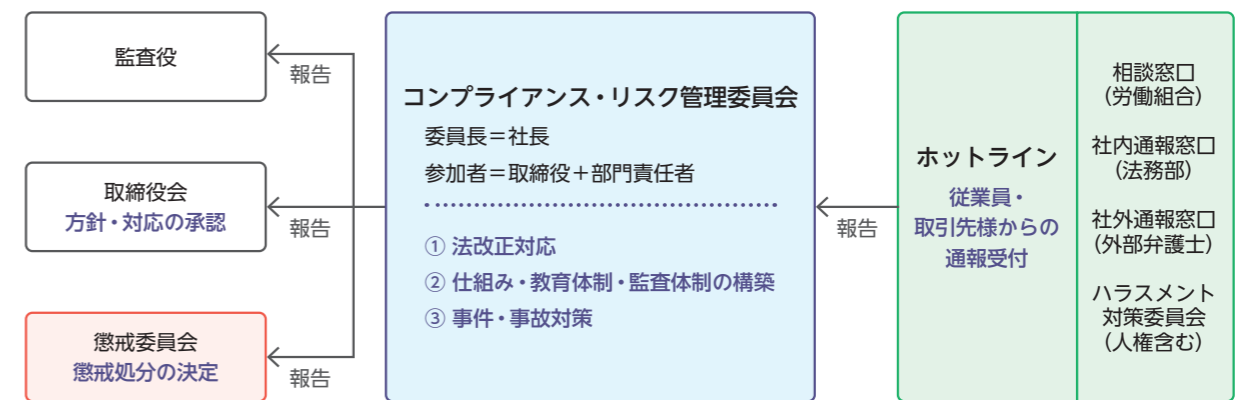 監査役
報告
取締役会
方針・対応の承認
報告
懲戒委員会
懲戒処分の決定
報告
コンプライアンス・リスク管理委員会
委員長＝社長
参加者＝取締役＋部門責任者
① 法改正対応
② 仕組み・教育体制・監査体制の構築
③ 事件・事故対策
報告
ホットライン
従業員・
取引先様からの
通報受付
相談窓口
（労働組合）
社内通報窓口
（法務部）
社外通報窓口
（外部弁護士）
ハラスメント
対策委員会
（人権含む）